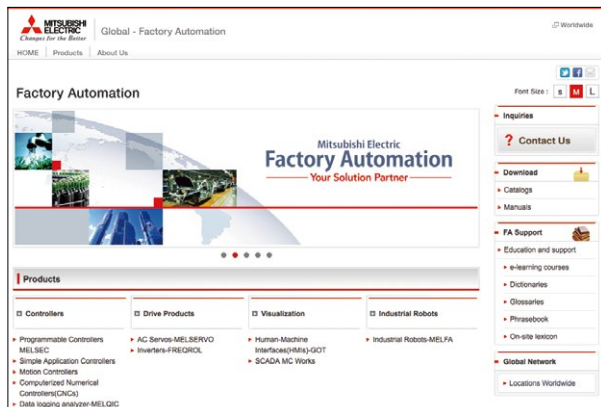 MITSUBISHI
ELECTRIC
Changes for the Better
Global - Factory Automation
Worldwide
HOME
Products
About Us
Factory Automation
Font Size :
S
M
L
Mitsubishi Electric
Factory Automation
Your Solution Partner
Inquiries
? Contact Us
Download
Catalogs
Manuals
FA Support
Education and support
e-learning courses
Dictionaries
Glossaries
Phrasebook
On-site lexicon
Global Network
Locations Worldwide
Products
Controllers
Programmable Controllers
MELSEC
Simple Application Controllers
Motion Controllers
Computerized Numerical
Controllers(CNCs)
Data logging analyzer-MELQIC
Drive Products
AC Servos-MELSERVO
Inverters-FREQROL
Visualization
Human-Machine
Interfaces(HMIs)-GOT
SCADA MC Works
Industrial Robots
Industrial Robots-MELFA